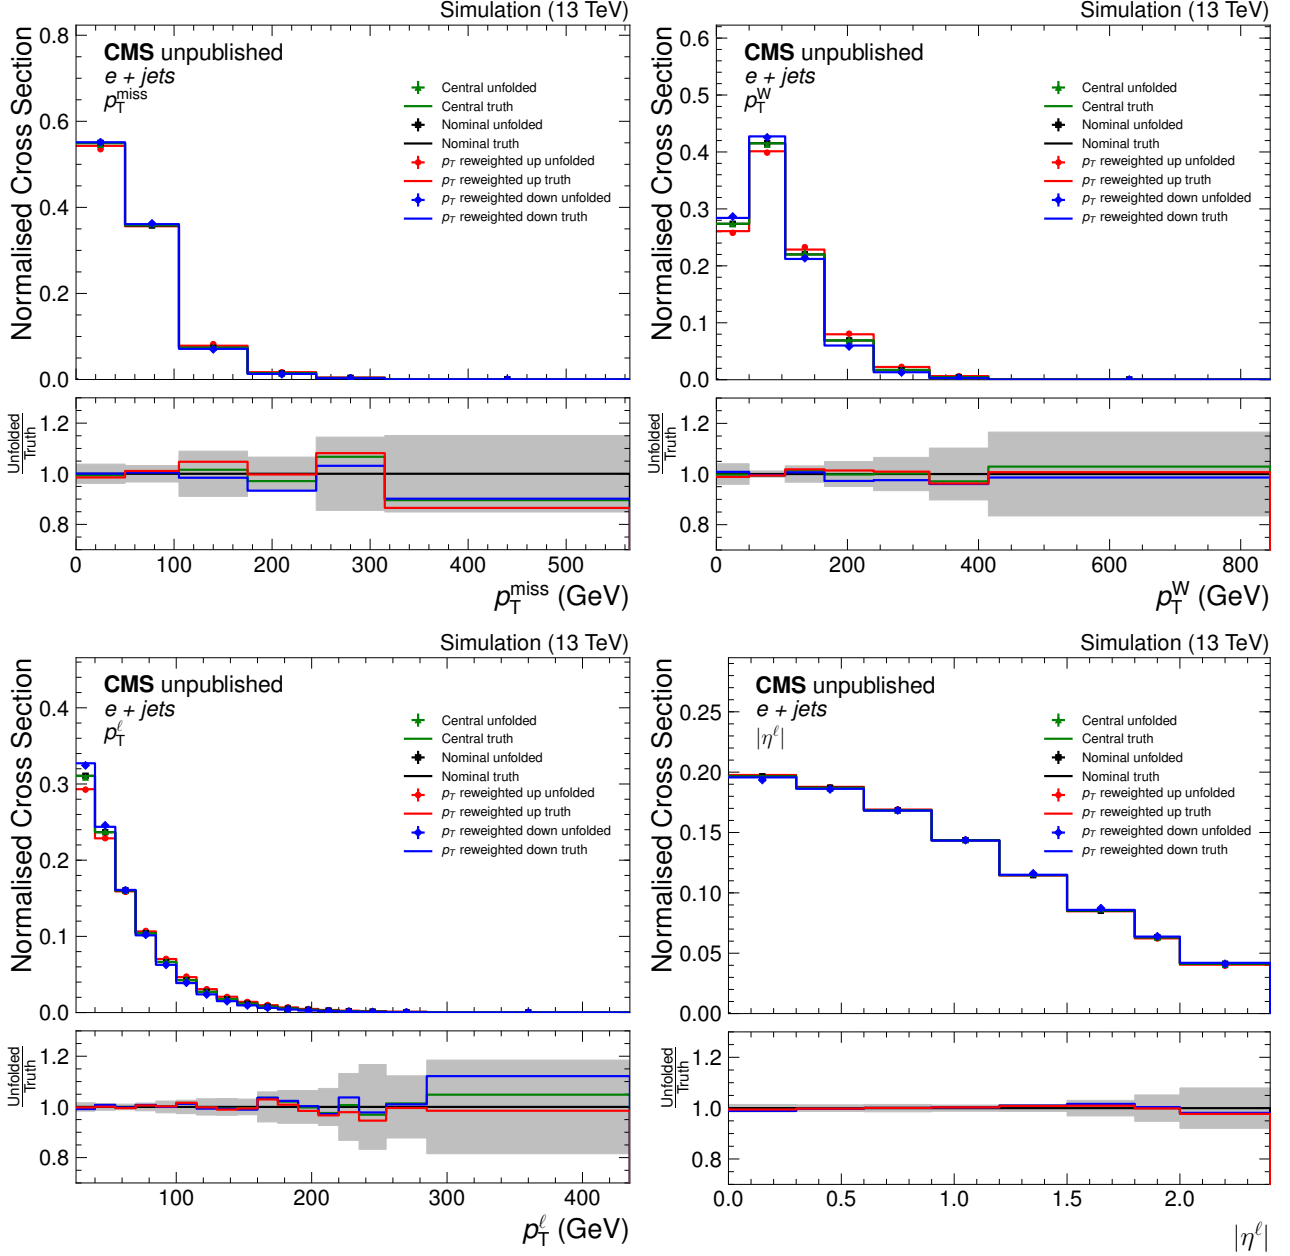 Simulation (13 TeV)
CMS unpublished
e + jets
p_T^miss
Central unfolded
Central truth
Nominal unfolded
Nominal truth
p_T reweighted up unfolded
p_T reweighted up truth
p_T reweighted down unfolded
p_T reweighted down truth
Normalised Cross Section
0.8
0.6
0.4
0.2
0.0
Unfolded
Truth
1.2
1.0
0.8
0 100 200 300 400 500
p_T^miss (GeV)
Simulation (13 TeV)
CMS unpublished
e + jets
p_T^W
Central unfolded
Central truth
Nominal unfolded
Nominal truth
p_T reweighted up unfolded
p_T reweighted up truth
p_T reweighted down unfolded
p_T reweighted down truth
Normalised Cross Section
0.6
0.5
0.4
0.3
0.2
0.1
0.0
Unfolded
Truth
1.2
1.0
0.8
0 200 400 600 800
p_T^W (GeV)
Simulation (13 TeV)
CMS unpublished
e + jets
p_T^ℓ
Central unfolded
Central truth
Nominal unfolded
Nominal truth
p_T reweighted up unfolded
p_T reweighted up truth
p_T reweighted down unfolded
p_T reweighted down truth
Normalised Cross Section
0.4
0.3
0.2
0.1
0.0
Unfolded
Truth
1.2
1.0
0.8
100 200 300 400
p_T^ℓ (GeV)
Simulation (13 TeV)
CMS unpublished
e + jets
|η^ℓ|
Central unfolded
Central truth
Nominal unfolded
Nominal truth
p_T reweighted up unfolded
p_T reweighted up truth
p_T reweighted down unfolded
p_T reweighted down truth
Normalised Cross Section
0.25
0.20
0.15
0.10
0.05
0.00
Unfolded
Truth
1.2
1.0
0.8
0.0 0.5 1.0 1.5 2.0
|η^ℓ|